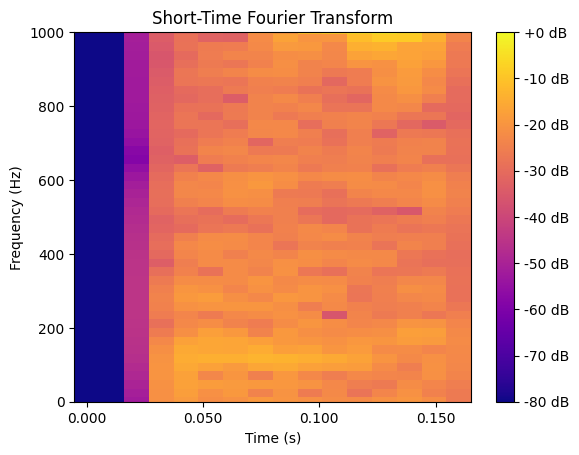 Short-Time Fourier Transform
1000
800
600
400
200
0
Frequency (Hz)
0.000
0.050
0.100
0.150
Time (s)
+0 dB
-10 dB
-20 dB
-30 dB
-40 dB
-50 dB
-60 dB
-70 dB
-80 dB